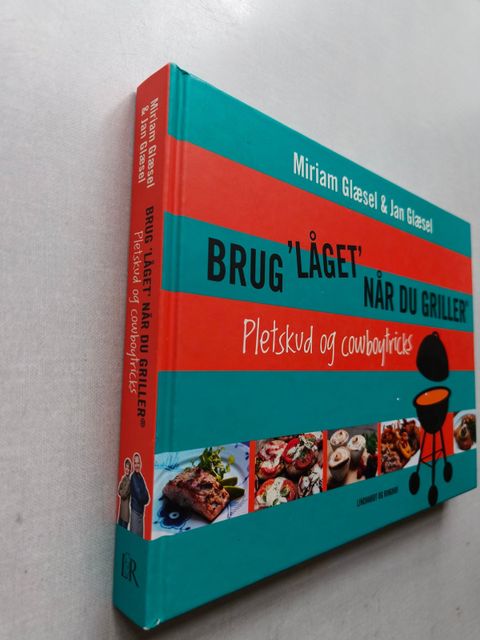 Miriam Glæsel
& Jan Glæsel
BRUG 'LÅGET' NÅR DU GRILLER®
Pletskud og cowboytricks
L&R
Miriam Glæsel & Jan Glæsel
BRUG 'LÅGET'
NÅR DU GRILLER®
Pletskud og cowboytricks
LINDHARDT OG RINGHOF